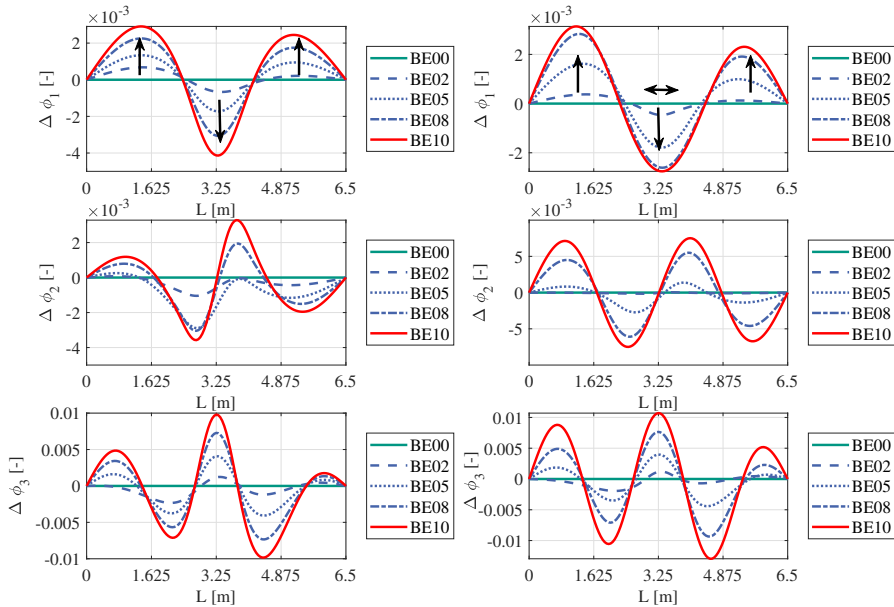 ×10⁻³
2
0
-2
-4
Δ ϕ₁ [-]
0 1.625 3.25 4.875 6.5
L [m]
BE00
BE02
BE05
BE08
BE10
×10⁻³
2
0
-2
Δ ϕ₁ [-]
0 1.625 3.25 4.875 6.5
L [m]
BE00
BE02
BE05
BE08
BE10
×10⁻³
2
0
-2
-4
Δ ϕ₂ [-]
0 1.625 3.25 4.875 6.5
L [m]
BE00
BE02
BE05
BE08
BE10
×10⁻³
5
0
-5
Δ ϕ₂ [-]
0 1.625 3.25 4.875 6.5
L [m]
BE00
BE02
BE05
BE08
BE10
0.01
0.005
0
-0.005
-0.01
Δ ϕ₃ [-]
0 1.625 3.25 4.875 6.5
L [m]
BE00
BE02
BE05
BE08
BE10
0.01
0.005
0
-0.005
-0.01
Δ ϕ₃ [-]
0 1.625 3.25 4.875 6.5
L [m]
BE00
BE02
BE05
BE08
BE10